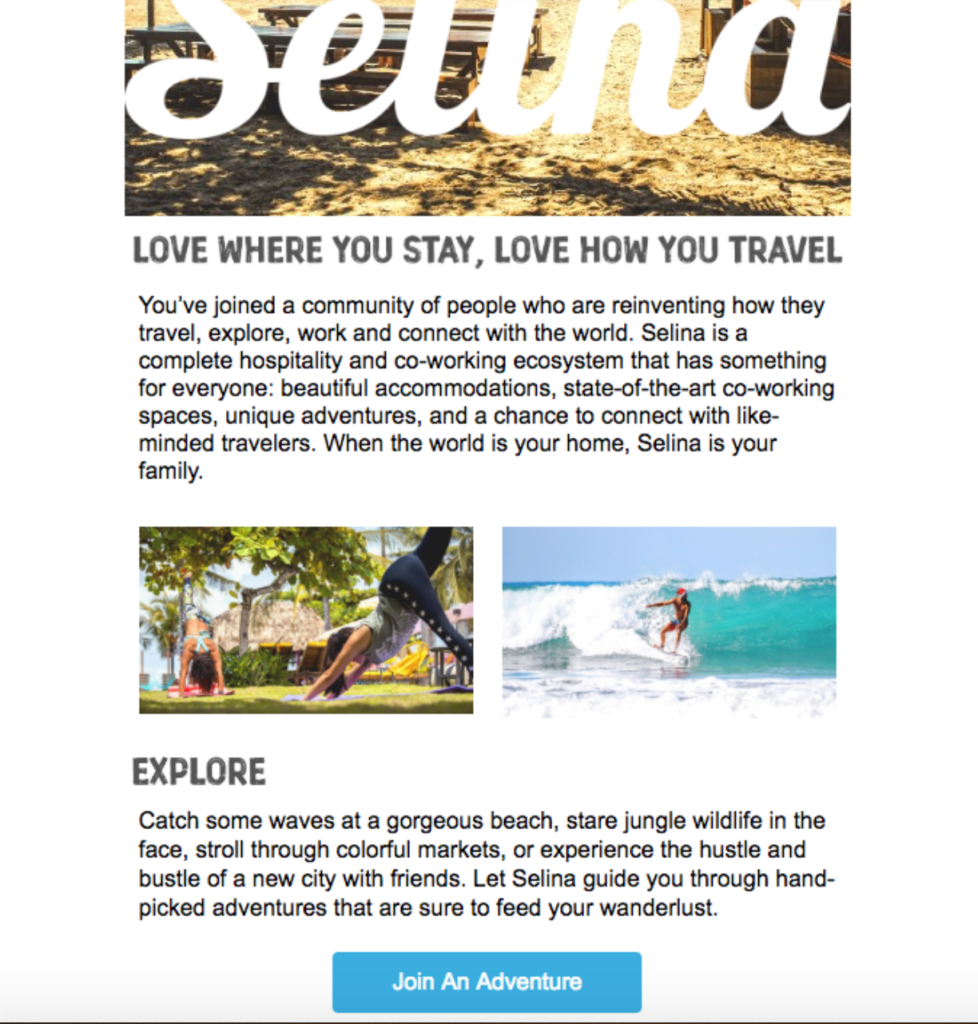 Selina
LOVE WHERE YOU STAY, LOVE HOW YOU TRAVEL
You've joined a community of people who are reinventing how they
travel, explore, work and connect with the world. Selina is a
complete hospitality and co-working ecosystem that has something
for everyone: beautiful accommodations, state-of-the-art co-working
spaces, unique adventures, and a chance to connect with like-
minded travelers. When the world is your home, Selina is your
family.
EXPLORE
Catch some waves at a gorgeous beach, stare jungle wildlife in the
face, stroll through colorful markets, or experience the hustle and
bustle of a new city with friends. Let Selina guide you through hand-
picked adventures that are sure to feed your wanderlust.
Join An Adventure